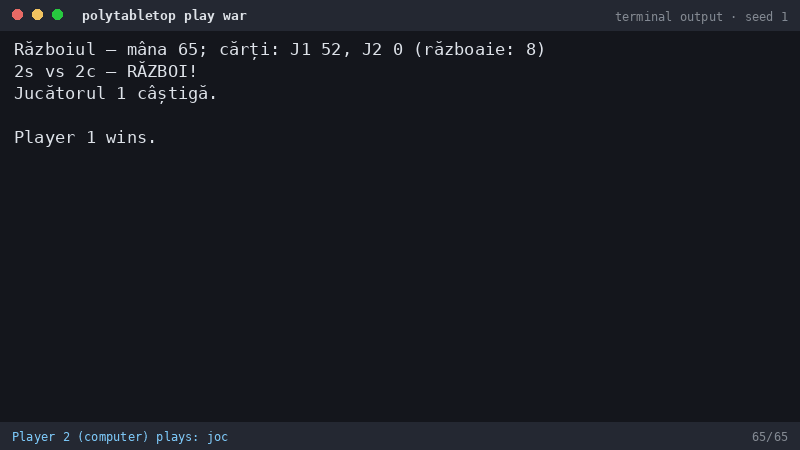 polytabletop play war
terminal output · seed 1
Războiul — mâna 65; cărți: J1 52, J2 0 (războaie: 8)
2s vs 2c — RĂZBOI!
Jucătorul 1 câștigă.
Player 1 wins.
Player 2 (computer) plays: joc
65/65